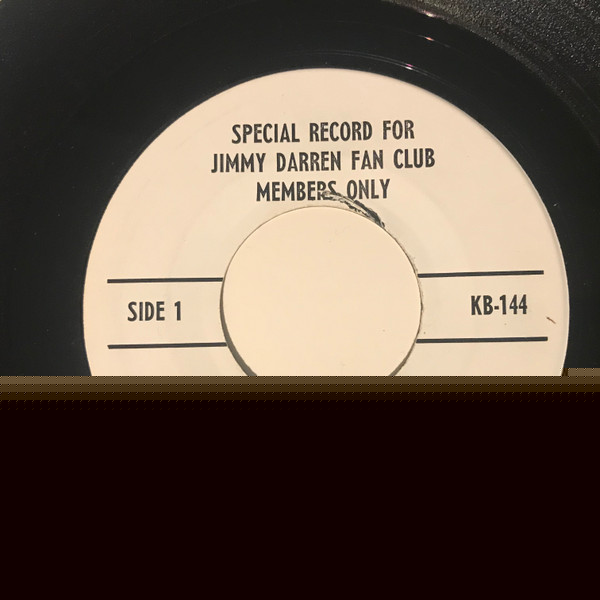 SPECIAL RECORD FOR
JIMMY DARREN FAN CLUB
MEMBERS ONLY
SIDE 1
KB-144